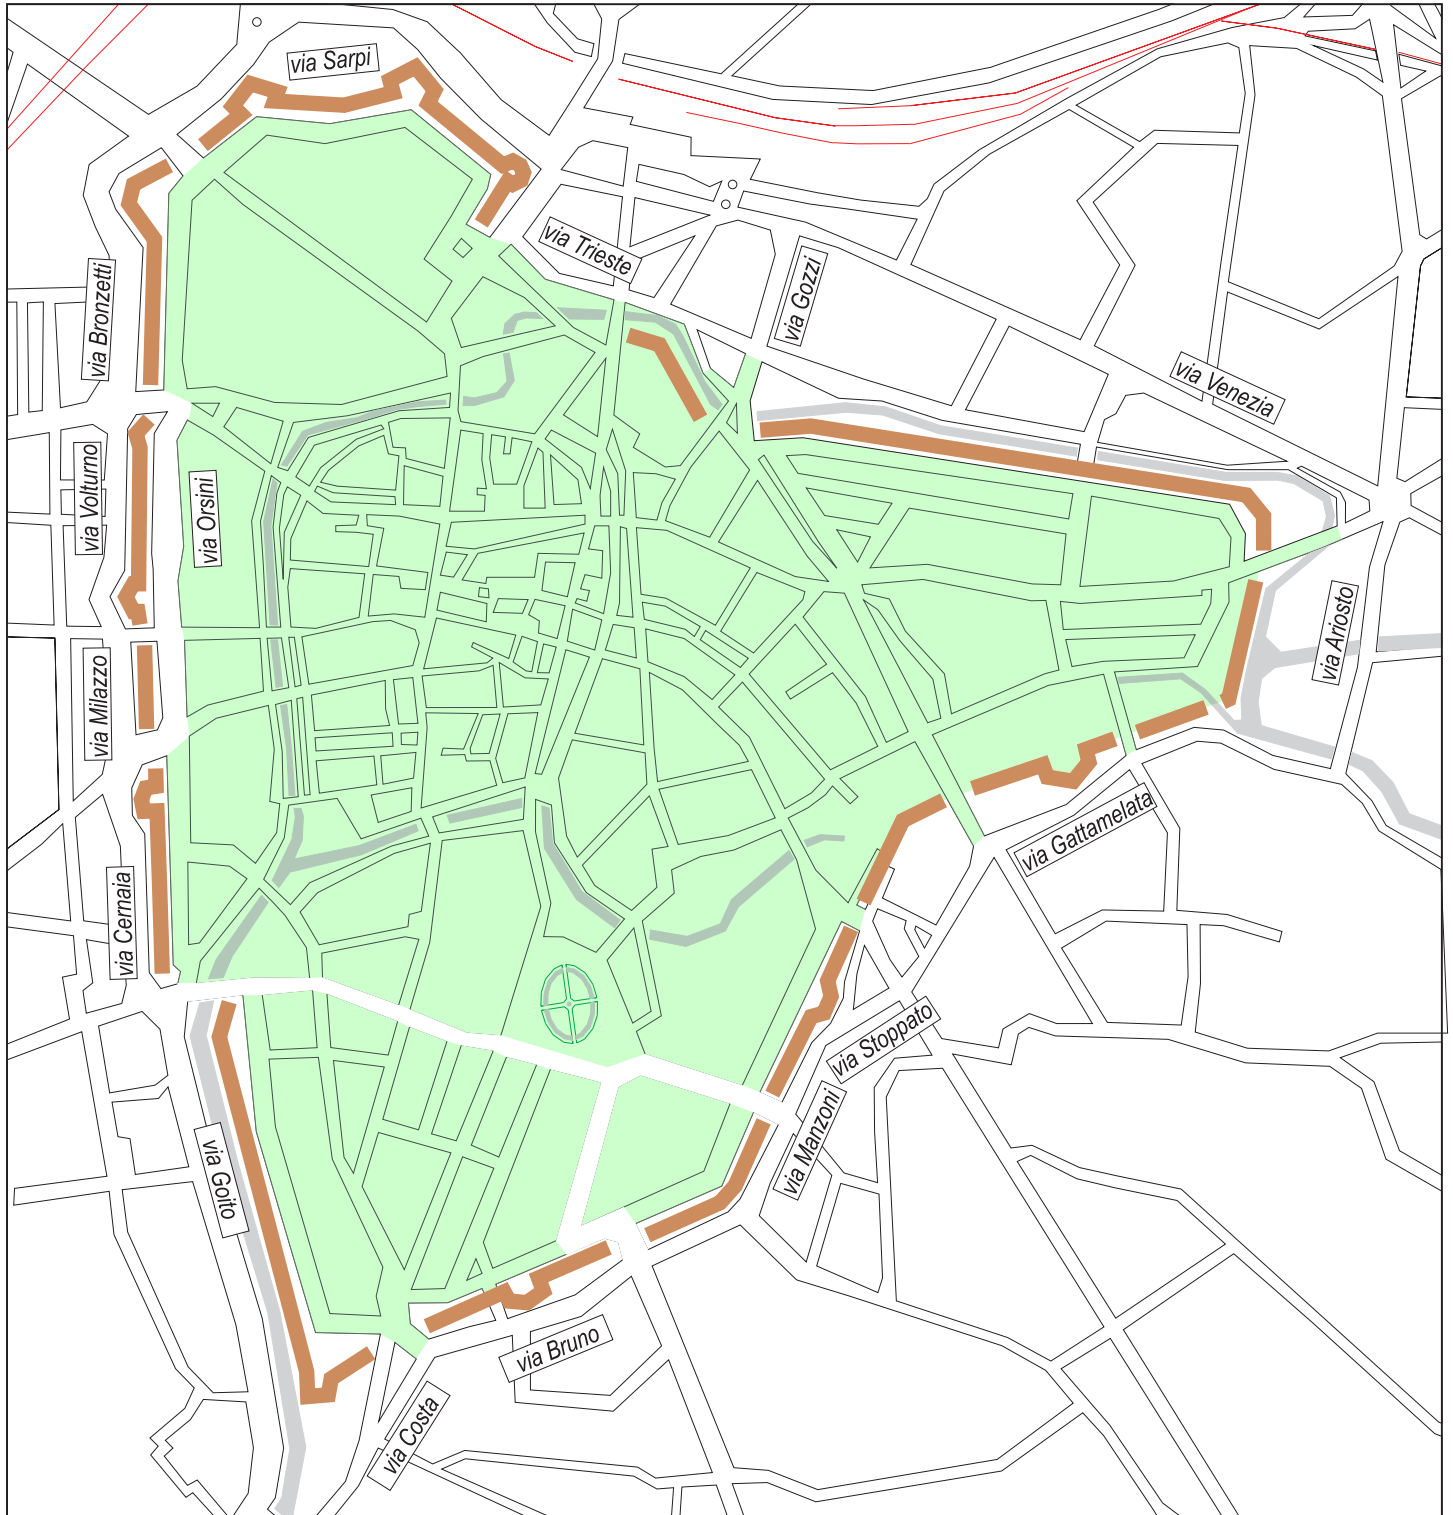 via Sarpi
via Trieste
via Gozzi
via Bronzetti
via Venezia
via Volturno
via Orsini
via Ariosto
via Milazzo
via Gattamelata
via Cernaia
via Stoppato
via Manzoni
via Goito
via Bruno
via Costa